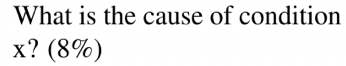 What is the cause of condition
x? (8%)